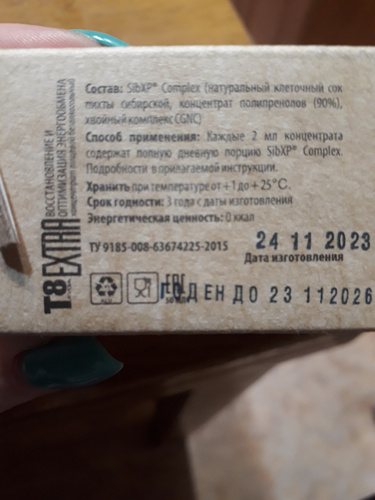 Состав: SibXP® Complex (натуральный клеточный сок
пихты сибирской, концентрат полипренолов (90%),
хвойный комплекс CGNC)
Способ применения: Каждые 2 мл концентрата
содержат полную дневную порцию SibXP® Complex.
Подробности в прилагаемой инструкции.
Хранить при температуре от +1 до +25°C.
Срок годности: 3 года с даты изготовления
Энергетическая ценность: 0 ккал
ТУ 9185-008-63674225-2015
24 11 2023
Дата изготовления
ГОДЕН ДО 23 112026
T8 EXTRA
ВОССТАНОВЛЕНИЕ И
ОПТИМИЗАЦИЯ ЭНЕРГООБМЕНА